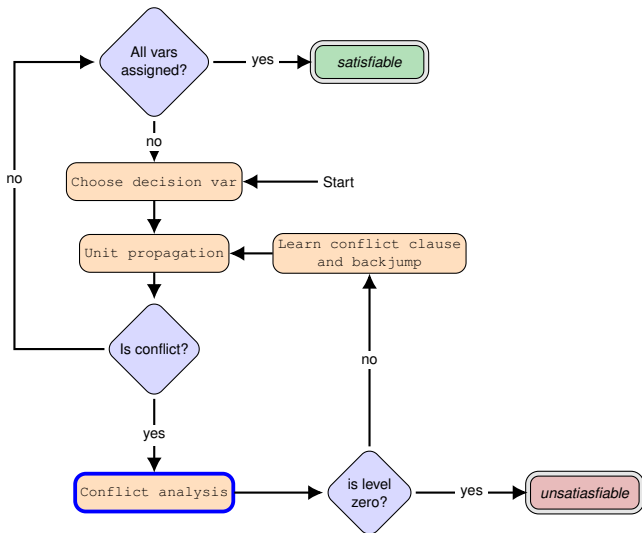 All vars
assigned?
yes
satisfiable
no
Choose decision var
Start
no
Unit propagation
Learn conflict clause
and backjump
Is conflict?
no
yes
Conflict analysis
is level
zero?
yes
unsatiasfiable